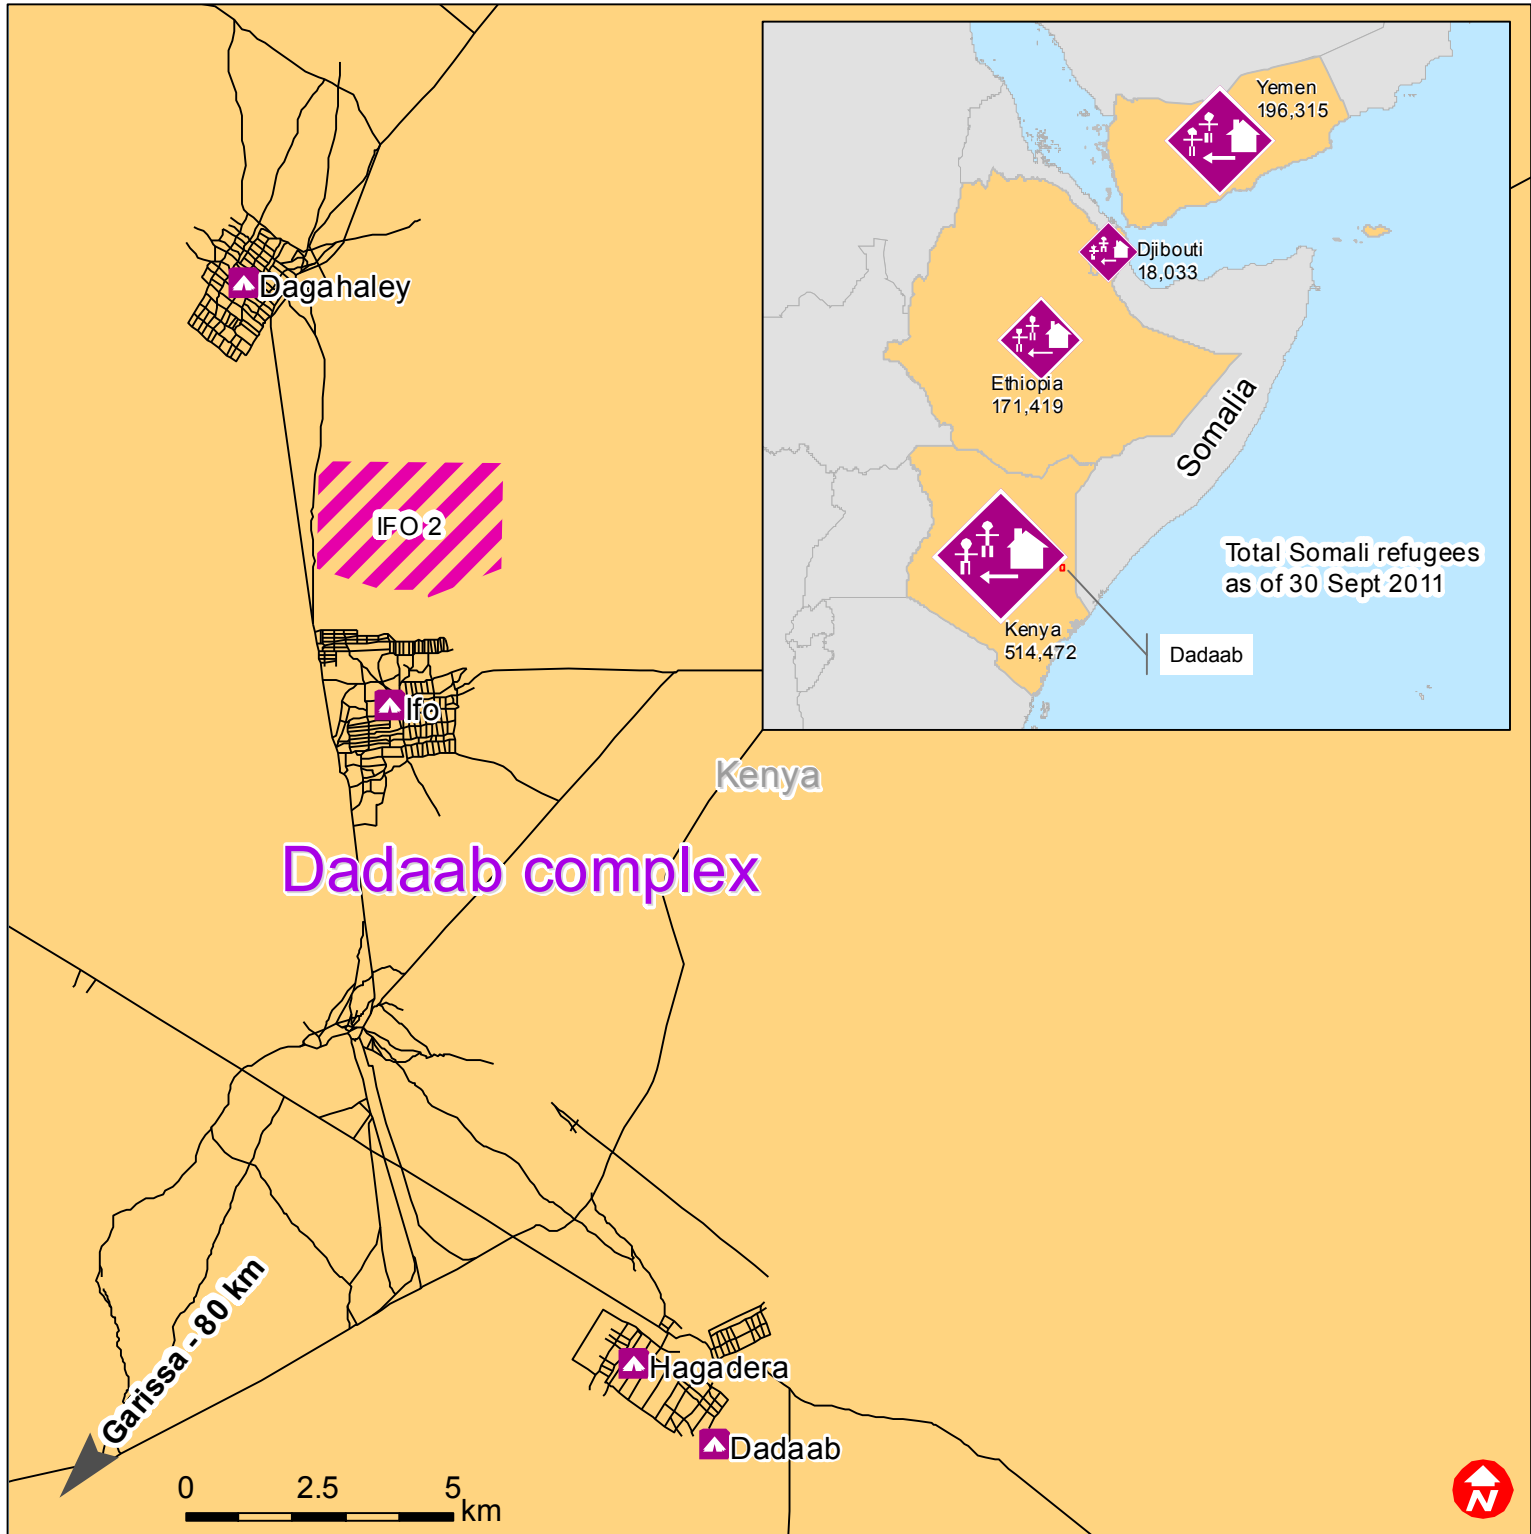 Yemen
196,315
Djibouti
18,033
Ethiopia
171,419
Somalia
Total Somali refugees
as of 30 Sept 2011
Kenya
514,472
Dadaab
Dagahaley
IFO 2
Ifo
Kenya
Dadaab complex
Garissa - 80 km
Hagadera
Dadaab
0 2.5 5
km
N